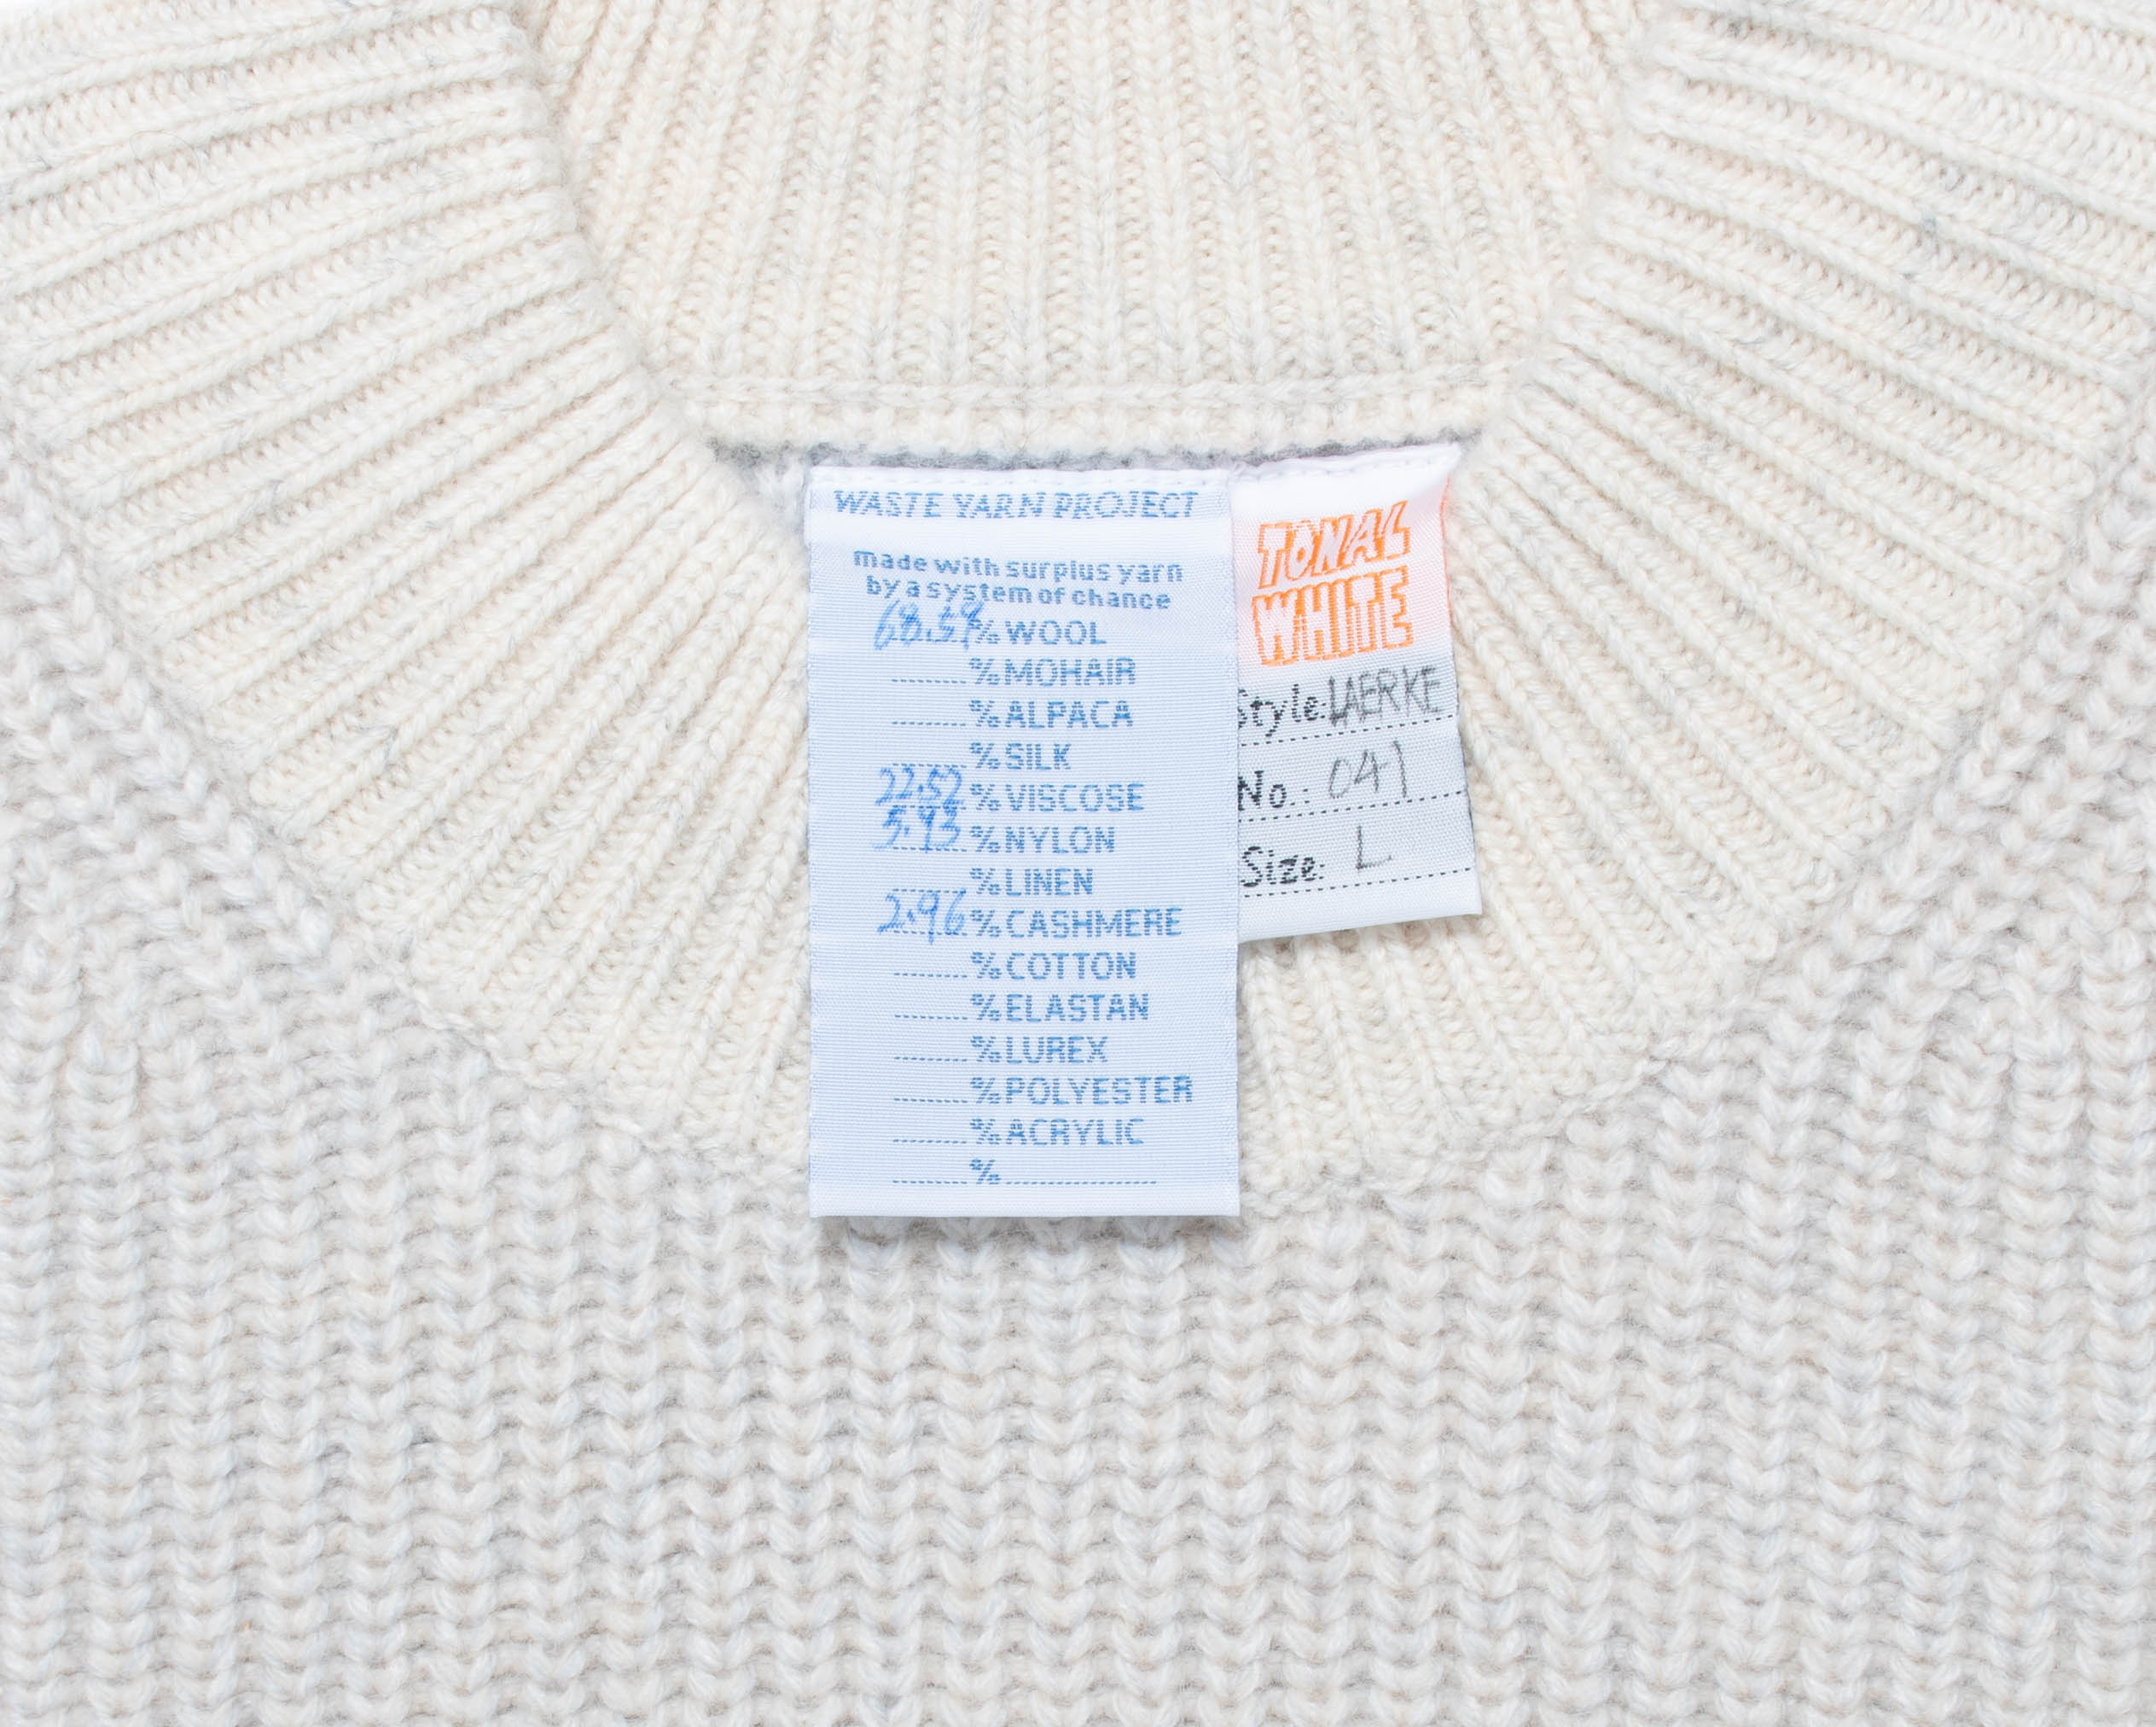 WASTE YARN PROJECT
made with surplus yarn
by a system of chance
68.59 % WOOL
% MOHAIR
% ALPACA
% SILK
22.52 % VISCOSE
5.93 % NYLON
% LINEN
2.96 % CASHMERE
% COTTON
% ELASTAN
% LUREX
% POLYESTER
% ACRYLIC
%
TONAL
WHITE
Style: LAERKE
No.: 041
Size: L